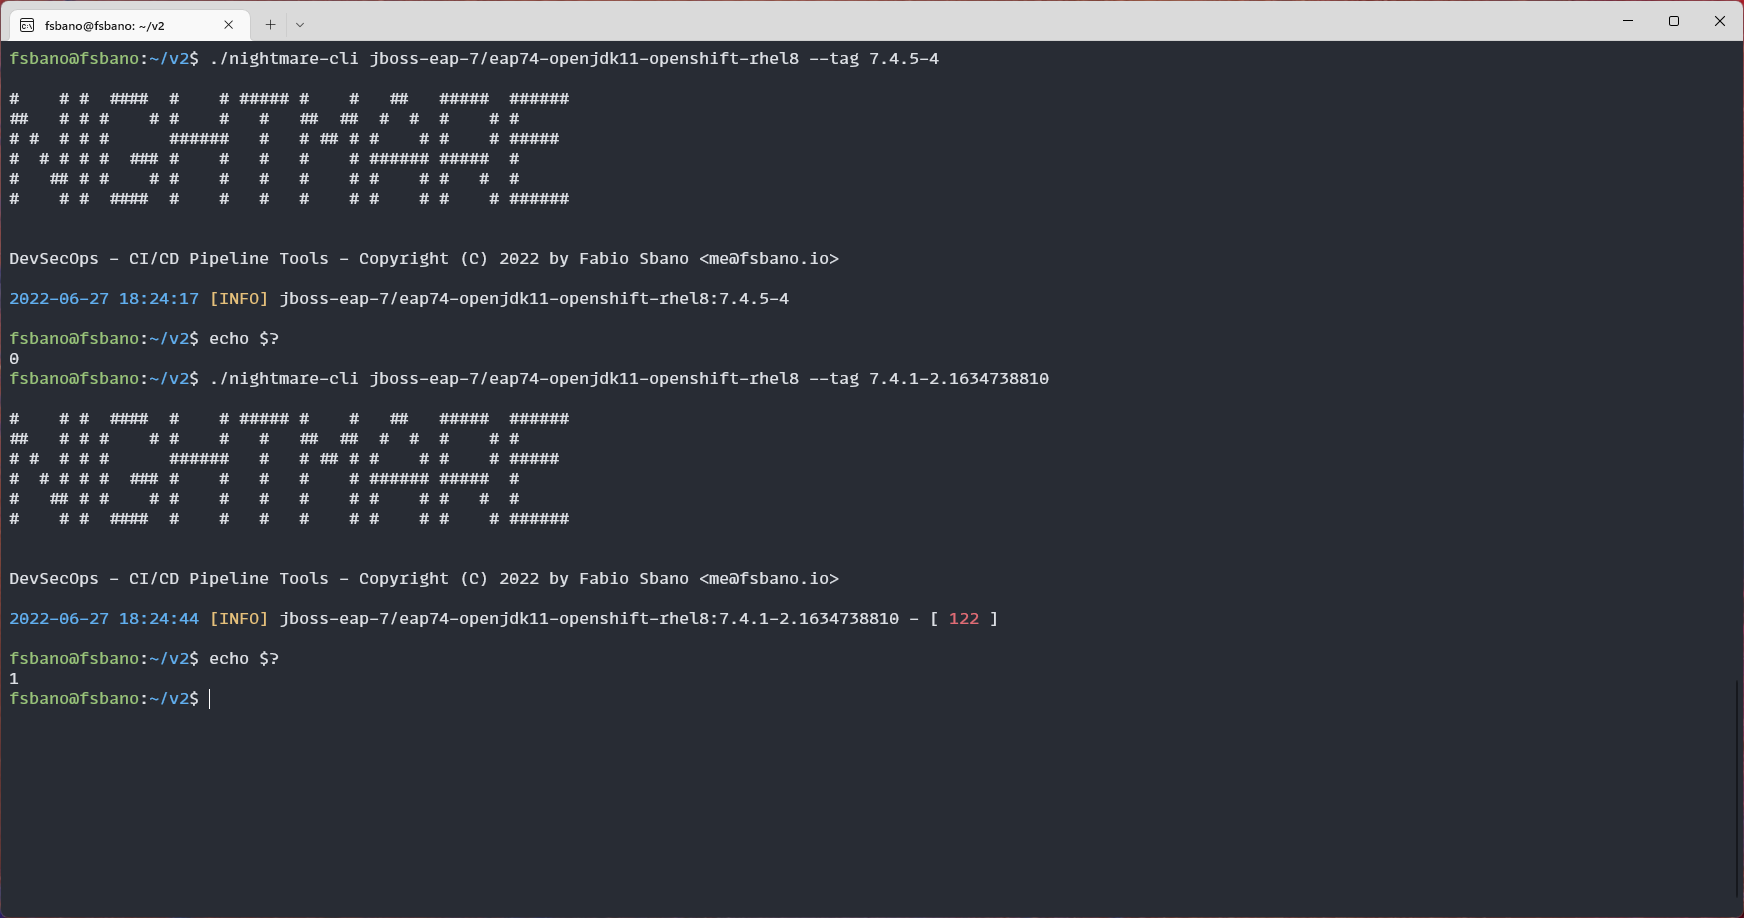 fsbano@fsbano: ~/v2
fsbano@fsbano:~/v2$ ./nightmare-cli jboss-eap-7/eap74-openjdk11-openshift-rhel8 --tag 7.4.5-4
#    # #  ####  #    # ##### #    #   ##   #####  ######
##   # # #    # #    #   #   ##  ##  #  #  #    # #
# #  # # #      ######   #   # ## # #    # #    # #####
#  # # # #  ### #    #   #   #    # ###### #####  #
#   ## # #    # #    #   #   #    # #    # #   #  #
#    # #  ####  #    #   #   #    # #    # #    # ######
DevSecOps - CI/CD Pipeline Tools - Copyright (C) 2022 by Fabio Sbano <me@fsbano.io>
2022-06-27 18:24:17 [INFO] jboss-eap-7/eap74-openjdk11-openshift-rhel8:7.4.5-4
fsbano@fsbano:~/v2$ echo $?
0
fsbano@fsbano:~/v2$ ./nightmare-cli jboss-eap-7/eap74-openjdk11-openshift-rhel8 --tag 7.4.1-2.1634738810
#    # #  ####  #    # ##### #    #   ##   #####  ######
##   # # #    # #    #   #   ##  ##  #  #  #    # #
# #  # # #      ######   #   # ## # #    # #    # #####
#  # # # #  ### #    #   #   #    # ###### #####  #
#   ## # #    # #    #   #   #    # #    # #   #  #
#    # #  ####  #    #   #   #    # #    # #    # ######
DevSecOps - CI/CD Pipeline Tools - Copyright (C) 2022 by Fabio Sbano <me@fsbano.io>
2022-06-27 18:24:44 [INFO] jboss-eap-7/eap74-openjdk11-openshift-rhel8:7.4.1-2.1634738810 - [ 122 ]
fsbano@fsbano:~/v2$ echo $?
1
fsbano@fsbano:~/v2$